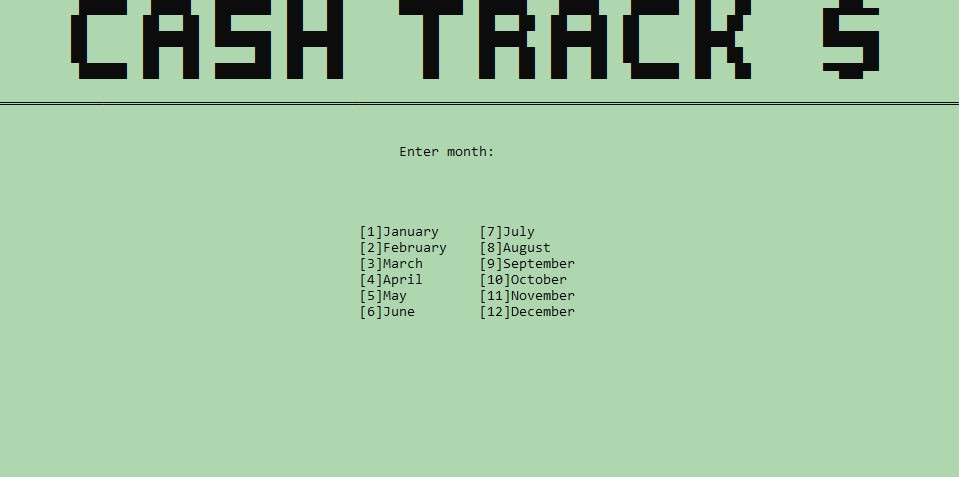 CASH TRACK $
Enter month:
[1]January [7]July
[2]February [8]August
[3]March [9]September
[4]April [10]October
[5]May [11]November
[6]June [12]December